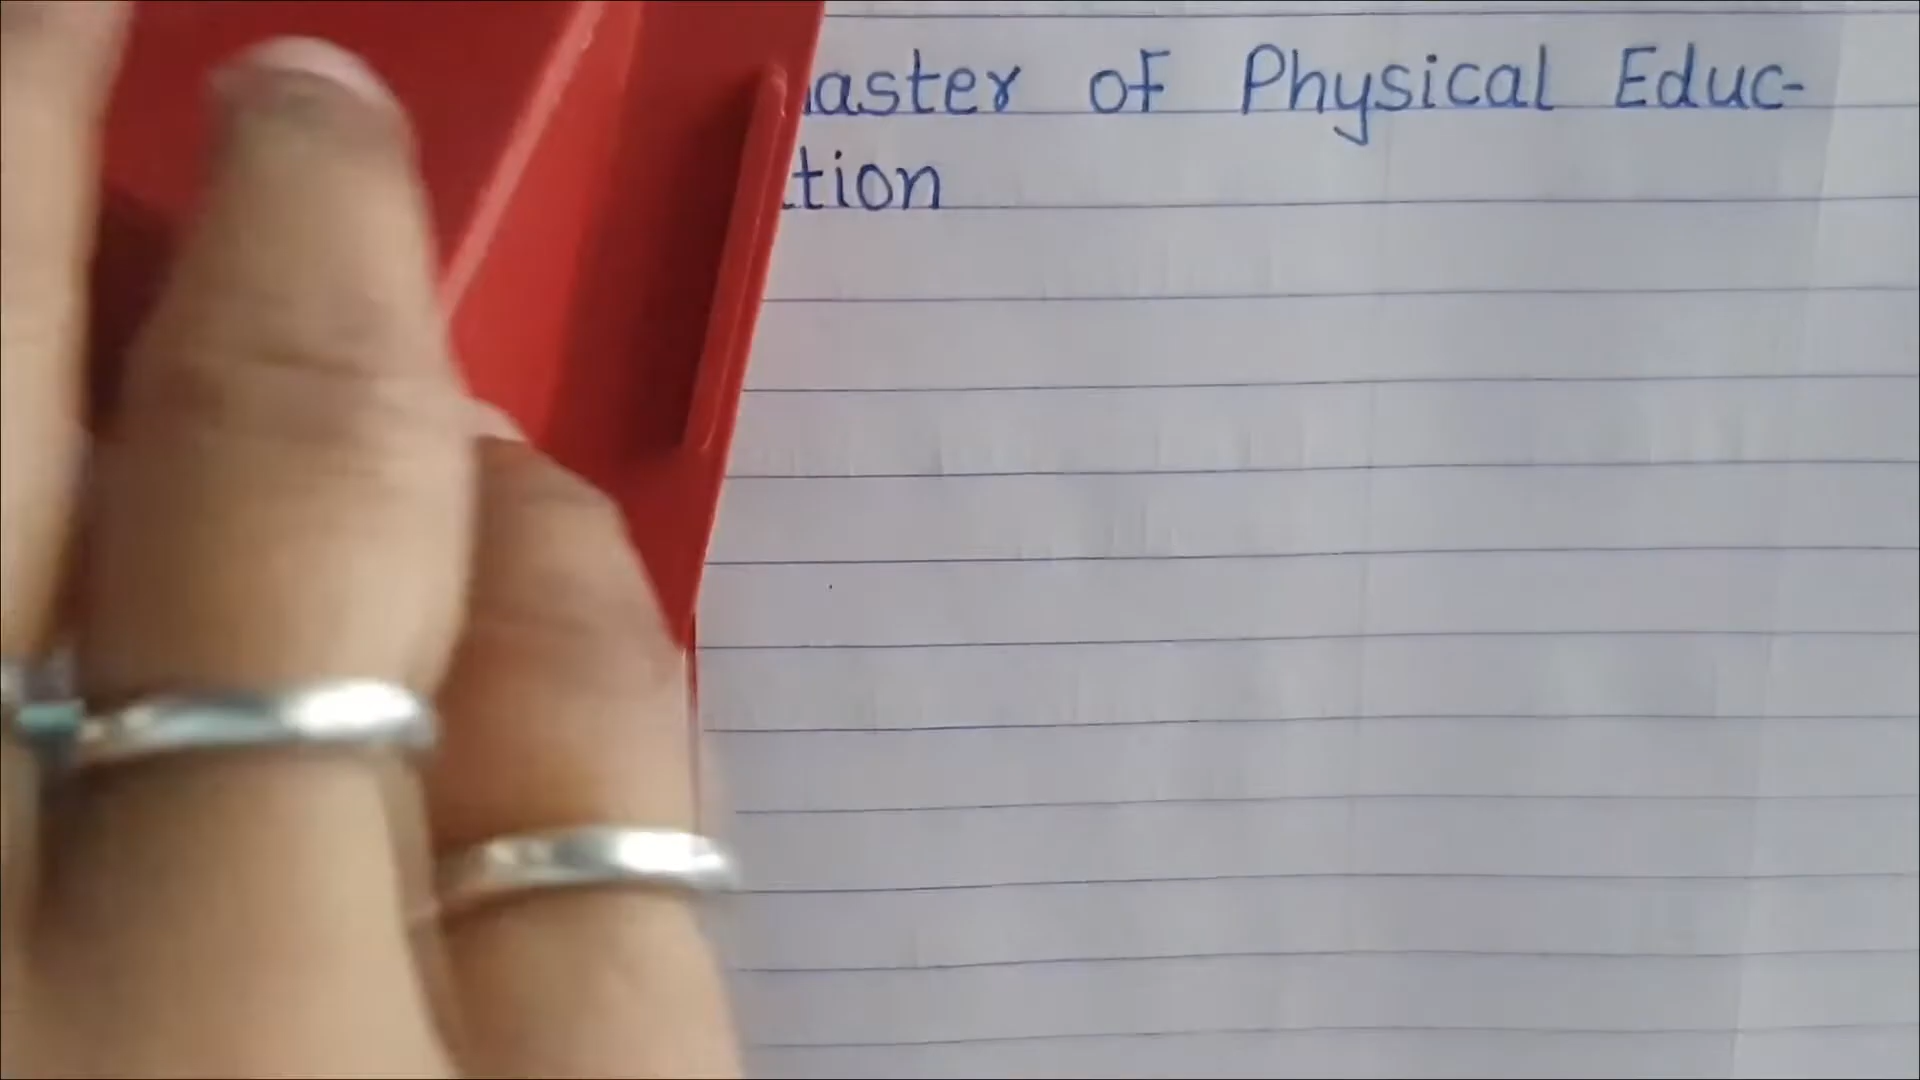 aster of Physical Educ-
tion